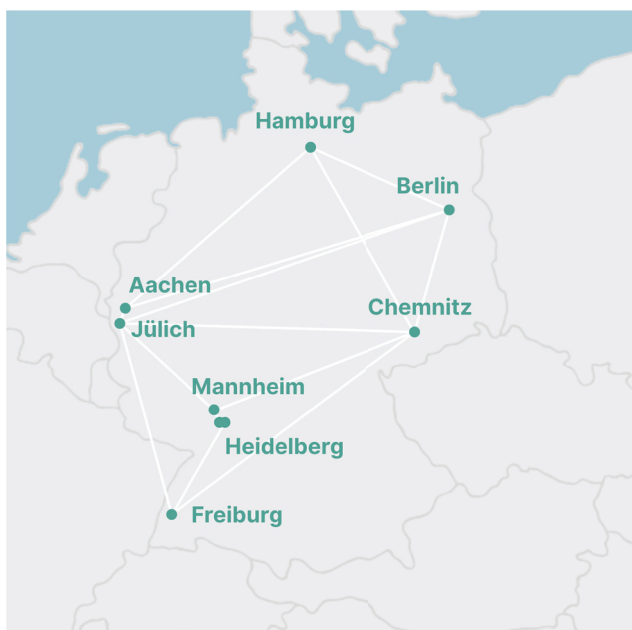 Hamburg
Berlin
Aachen
Chemnitz
Jülich
Mannheim
Heidelberg
Freiburg